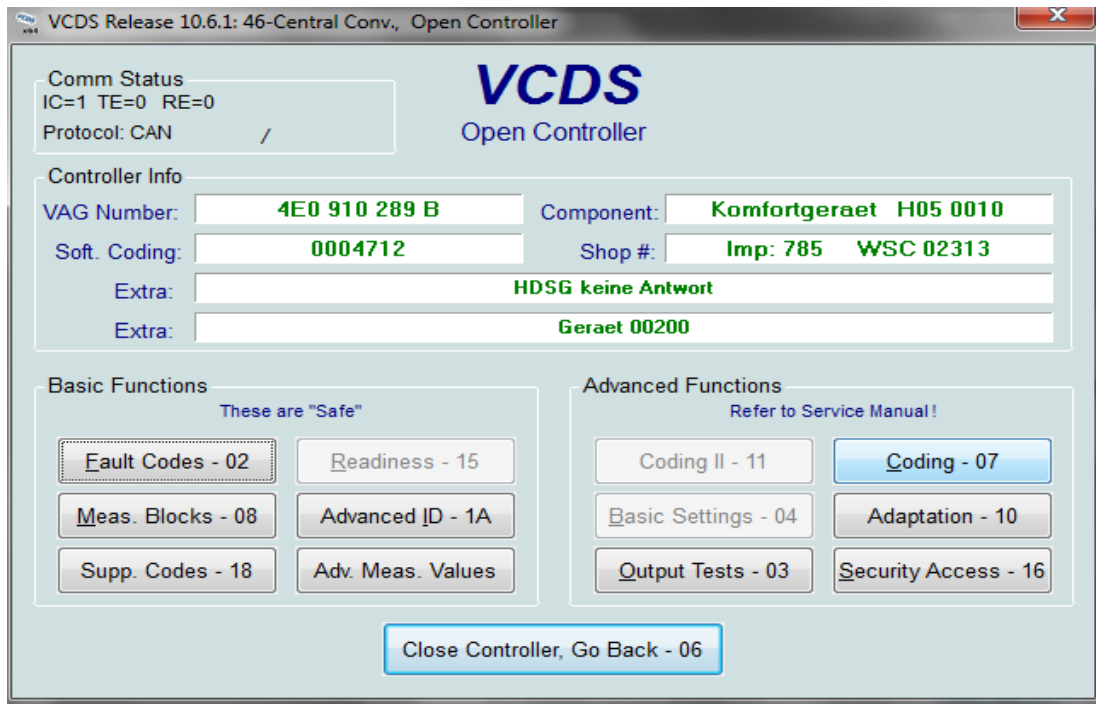 VCDS Release 10.6.1: 46-Central Conv., Open Controller
Comm Status
IC=1 TE=0 RE=0
Protocol: CAN /
VCDS
Open Controller
Controller Info
VAG Number: 4E0 910 289 B Component: Komfortgeraet H05 0010
Soft. Coding: 0004712 Shop #: Imp: 785 WSC 02313
Extra: HDSG keine Antwort
Extra: Geraet 00200
Basic Functions
These are "Safe"
Fault Codes - 02 Readiness - 15
Meas. Blocks - 08 Advanced ID - 1A
Supp. Codes - 18 Adv. Meas. Values
Advanced Functions
Refer to Service Manual!
Coding II - 11 Coding - 07
Basic Settings - 04 Adaptation - 10
Output Tests - 03 Security Access - 16
Close Controller, Go Back - 06